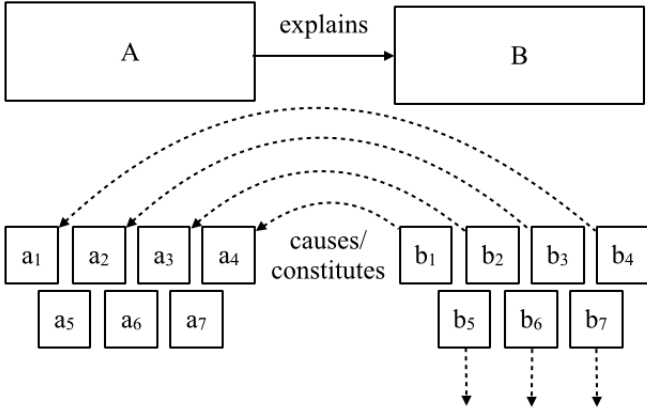 explains
A
B
causes/
constitutes
a₁ a₂ a₃ a₄
b₁ b₂ b₃ b₄
a₅ a₆ a₇
b₅ b₆ b₇